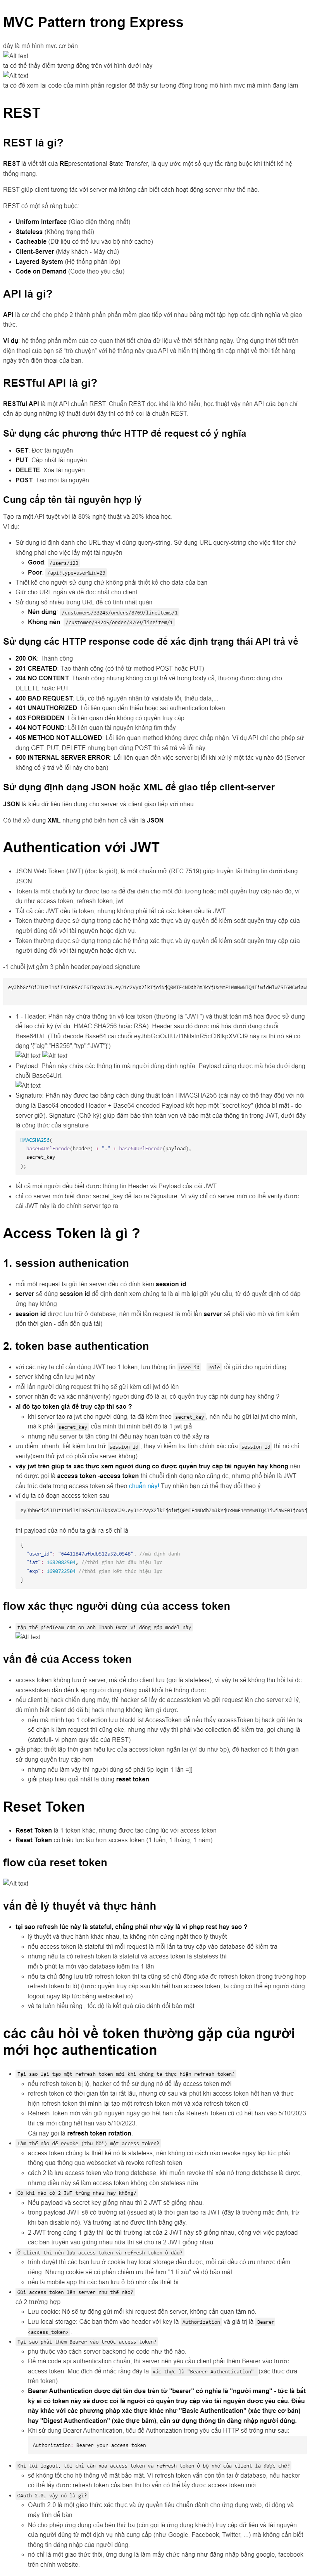 MVC Pattern trong Express
đây là mô hình mvc cơ bản
Alt text
ta có thể thấy điểm tương đồng trên với hình dưới này
Alt text
ta có để xem lại code của mình phần register để thấy sự tương đồng trong mô hình mvc mà mình đang làm
REST
REST là gì?
REST là viết tắt của REpresentational State Transfer, là quy ước một số quy tắc ràng buộc khi thiết kế hệ
thống mạng.
REST giúp client tương tác với server mà không cần biết cách hoạt động server như thế nào.
REST có một số ràng buộc:
Uniform Interface (Giao diện thống nhất)
Stateless (Không trạng thái)
Cacheable (Dữ liệu có thể lưu vào bộ nhớ cache)
Client-Server (Máy khách - Máy chủ)
Layered System (Hệ thống phân lớp)
Code on Demand (Code theo yêu cầu)
API là gì?
API là cơ chế cho phép 2 thành phần phần mềm giao tiếp với nhau bằng một tập hợp các định nghĩa và giao
thức.
Ví dụ: hệ thống phần mềm của cơ quan thời tiết chứa dữ liệu về thời tiết hàng ngày. Ứng dụng thời tiết trên
điện thoại của bạn sẽ "trò chuyện" với hệ thống này qua API và hiển thị thông tin cập nhật về thời tiết hàng
ngày trên điện thoại của bạn.
RESTful API là gì?
RESTful API là một API chuẩn REST. Chuẩn REST đọc khá là khó hiểu, học thuật vậy nên API của bạn chỉ
cần áp dụng những kỹ thuật dưới đây thì có thể coi là chuẩn REST.
Sử dụng các phương thức HTTP để request có ý nghĩa
GET: Đọc tài nguyên
PUT: Cập nhật tài nguyên
DELETE: Xóa tài nguyên
POST: Tạo mới tài nguyên
Cung cấp tên tài nguyên hợp lý
Tạo ra một API tuyệt vời là 80% nghệ thuật và 20% khoa học.
Ví dụ:
Sử dụng id định danh cho URL thay vì dùng query-string. Sử dụng URL query-string cho việc filter chứ
không phải cho việc lấy một tài nguyên
Good: /users/123
Poor: /api?type=user&id=23
Thiết kế cho người sử dụng chứ không phải thiết kế cho data của bạn
Giữ cho URL ngắn và dễ đọc nhất cho client
Sử dụng số nhiều trong URL để có tính nhất quán
Nên dùng: /customers/33245/orders/8769/lineitems/1
Không nên: /customer/33245/order/8769/lineitem/1
Sử dụng các HTTP response code để xác định trạng thái API trả về
200 OK: Thành công
201 CREATED: Tạo thành công (có thể từ method POST hoặc PUT)
204 NO CONTENT: Thành công nhưng không có gì trả về trong body cả, thường được dùng cho
DELETE hoặc PUT
400 BAD REQUEST: Lỗi, có thể nguyên nhân từ validate lỗi, thiếu data,...
401 UNAUTHORIZED: Lỗi liên quan đến thiếu hoặc sai authentication token
403 FORBIDDEN: Lỗi liên quan đến không có quyền truy cập
404 NOT FOUND: Lỗi liên quan tài nguyên không tìm thấy
405 METHOD NOT ALLOWED: Lỗi liên quan method không được chấp nhận. Ví dụ API chỉ cho phép sử
dụng GET, PUT, DELETE nhưng bạn dùng POST thì sẽ trả về lỗi này.
500 INTERNAL SERVER ERROR: Lỗi liên quan đến việc server bị lỗi khi xử lý một tác vụ nào đó (Server
không cố ý trả về lỗi này cho bạn)
Sử dụng định dạng JSON hoặc XML để giao tiếp client-server
JSON là kiểu dữ liệu tiện dụng cho server và client giao tiếp với nhau.
Có thể sử dụng XML nhưng phổ biến hơn cả vẫn là JSON
Authentication với JWT
JSON Web Token (JWT) (đọc là giốt), là một chuẩn mở (RFC 7519) giúp truyền tải thông tin dưới dạng
JSON.
Token là một chuỗi ký tự được tạo ra để đại diện cho một đối tượng hoặc một quyền truy cập nào đó, ví
dụ như access token, refresh token, jwt...
Tất cả các JWT đều là token, nhưng không phải tất cả các token đều là JWT.
Token thường được sử dụng trong các hệ thống xác thực và ủy quyền để kiểm soát quyền truy cập của
người dùng đối với tài nguyên hoặc dịch vụ.
Token thường được sử dụng trong các hệ thống xác thực và ủy quyền để kiểm soát quyền truy cập của
người dùng đối với tài nguyên hoặc dịch vụ.
-1 chuỗi jwt gồm 3 phần header payload signature
1 - Header: Phần này chứa thông tin về loại token (thường là "JWT") và thuật toán mã hóa được sử dụng
để tạo chữ ký (ví dụ: HMAC SHA256 hoặc RSA). Header sau đó được mã hóa dưới dạng chuỗi
Base64Url. (Thử decode Base64 cái chuỗi eyJhbGciOiJIUzI1NiIsInR5cCI6IkpXVCJ9 này ra thì nó sẽ có
dạng '{"alg":"HS256","typ":"JWT"}')
Alt text Alt text
Payload: Phần này chứa các thông tin mà người dùng định nghĩa. Payload cũng được mã hóa dưới dạng
chuỗi Base64Url.
Alt text
Signature: Phần này được tạo bằng cách dùng thuật toán HMACSHA256 (cái này có thể thay đổi) với nội
dung là Base64 encoded Header + Base64 encoded Payload kết hợp một "secret key" (khóa bí mật - do
server giữ). Signature (Chữ ký) giúp đảm bảo tính toàn vẹn và bảo mật của thông tin trong JWT, dưới đây
là công thức của signature
HMACSHA256(
base64UrlEncode(header) + "." + base64UrlEncode(payload),
secret_key
);
tất cả mọi người đều biết được thông tin Header và Payload của cái JWT
chỉ có server mới biết được secret_key để tạo ra Signature. Vì vậy chỉ có server mới có thể verify được
cái JWT này là do chính server tạo ra
Access Token là gì ?
1. session authenication
mỗi một request ta gửi lên server đều có đính kèm session id
server sẽ dùng session id để định danh xem chúng ta là ai mà lại gửi yêu cầu, từ đó quyết định có đáp
ứng hay không
session id được lưu trữ ở database, nên mỗi lần request là mỗi lần server sẽ phải vào mò và tìm kiếm
(tốn thời gian - dẫn đến quá tải)
2. token base authentication
với các này ta chỉ cần dùng JWT tạo 1 token, lưu thông tin user_id , role rồi gửi cho người dùng
server không cần lưu jwt này
mỗi lần người dùng request thì họ sẽ gửi kèm cái jwt đó lên
server nhận đc và xác nhận(verify) người dùng đó là ai, có quyền truy cập nội dung hay không ?
ai đó tạo token giả để truy cập thì sao ?
khi server tạo ra jwt cho người dùng, ta đã kèm theo secret_key , nên nếu họ gửi lại jwt cho mình,
mà k phải secret_key của mình thì mình biết đó là 1 jwt giả
nhưng nếu server bị tấn công thì điều này hoàn toàn có thể xảy ra
ưu điểm: nhanh, tiết kiệm lưu trữ session id , thay vì kiểm tra tính chính xác của session id thì nó chỉ
verify(xem thử jwt có phải của server không)
vậy jwt trên giúp ta xác thực xem người dùng có được quyền truy cập tài nguyên hay không nên
nó được gọi là access token -access token thì chuỗi định dạng nào cũng đc, nhưng phổ biến là JWT
cấu trúc data trong access token sẽ theo chuẩn này! Tuy nhiên bạn có thể thay đổi theo ý
ví dụ ta có đoạn access token sau
thì payload của nó nếu ta giải ra sẽ chỉ là
{
"user_id": "64411847afbdb512a52c0548", //mã định danh
"iat": 1682082504, //thời gian bắt đầu hiệu lực
"exp": 1690722504 //thời gian kết thúc hiệu lực
}
flow xác thực người dùng của access token
tập thể piedTeam cảm ơn anh Thanh Được vì đóng góp model này
Alt text
vấn đề của Access token
access token không lưu ở server, mà để cho client lưu (gọi là stateless), vì vậy ta sẽ không thu hồi lại đc
accesstoken dẫn đến k ép người dùng đăng xuất khỏi hệ thống được
nếu client bị hack chiến dụng máy, thì hacker sẽ lấy đc accesstoken và gửi request lên cho server xử lý,
dù mình biết client đó đã bị hack nhưng không làm gì được
nếu mà mình tạo 1 collection lưu blackList AccessToken để nếu thấy accessToken bị hack gửi lên ta
sẽ chặn k làm request thì cũng oke, nhưng như vậy thì phải vào collection để kiểm tra, gọi chung là
(statefull- vi phạm quy tắc của REST)
giải pháp: thiết lập thời gian hiệu lực của accessToken ngắn lại (ví dụ như 5p), để hacker có ít thời gian
sử dụng quyền truy cập hơn
nhưng nếu làm vậy thì người dùng sẽ phải 5p login 1 lần =[[
giải pháp hiệu quả nhất là dùng reset token
Reset Token
Reset Token là 1 token khác, nhưng được tạo cùng lúc với access token
Reset Token có hiệu lực lâu hơn access token (1 tuần, 1 tháng, 1 năm)
flow của reset token
Alt text
vấn đề lý thuyết và thực hành
tại sao refresh lúc này là stateful, chẳng phải như vậy là vi phạp rest hay sao ?
lý thuyết và thực hành khác nhau, ta không nên cứng ngắt theo lý thuyết
nếu access token là stateful thì mỗi request là mỗi lần ta truy cập vào database để kiểm tra
nhưng nếu ta có refresh token là stateful và access token là stateless thì
mỗi 5 phút ta mới vào database kiểm tra 1 lần
nếu ta chủ động lưu trữ refresh token thì ta cũng sẽ chủ động xóa đc refresh token (trong trường hợp
refresh token bị lộ) (tước quyền truy cập sau khi hết hạn access token, ta cũng có thể ép người dùng
logout ngay lập tức bằng websoket io)
và ta luôn hiểu rằng , tốc độ là kết quả của đánh đổi bảo mật
các câu hỏi về token thường gặp của người
mới học authentication
Tại sao lại tạo một refresh token mới khi chúng ta thực hiện refresh token?
nếu refresh token bị lộ, hacker có thể sử dụng nó để lấy access token mới
refresh token có thời gian tồn tại rất lâu, nhưng cứ sau vài phút khi access token hết hạn và thực
hiện refresh token thì mình lại tạo một refresh token mới và xóa refresh token cũ
Refresh Token mới vẫn giữ nguyên ngày giờ hết hạn của Refresh Token cũ cũ hết hạn vào 5/10/2023
thì cái mới cũng hết hạn vào 5/10/2023.
Cái này gọi là refresh token rotation.
Làm thế nào để revoke (thu hồi) một access token?
access token chúng ta thiết kế nó là stateless, nên không có cách nào revoke ngay lập tức phải
thông qua thông qua websocket và revoke refresh token
cách 2 là lưu access token vào trong database, khi muốn revoke thì xóa nó trong database là được,
nhưng điều này sẽ làm access token không còn stateless nữa.
Có khi nào có 2 JWT trùng nhau hay không?
Nếu payload và secret key giống nhau thì 2 JWT sẽ giống nhau.
trong payload JWT sẽ có trường iat (issued at) là thời gian tạo ra JWT (đây là trường mặc định, trừ
khi bạn disable nó). Và trường iat nó được tính bằng giây.
2 JWT trong cùng 1 giây thì lúc thì trường iat của 2 JWT này sẽ giống nhau, cộng với việc payload
các bạn truyền vào giống nhau nữa thì sẽ cho ra 2 JWT giống nhau
Ở client thì nên lưu access token và refresh token ở đâu?
trình duyệt thì các bạn lưu ở cookie hay local storage đều được, mỗi cái đều có ưu nhược điểm
riêng. Nhưng cookie sẽ có phần chiếm ưu thế hơn "1 tí xíu" về độ bảo mật.
nếu là mobile app thì các bạn lưu ở bộ nhớ của thiết bị.
Gửi access token lên server như thế nào?
có 2 trường hợp
Lưu cookie: Nó sẽ tự động gửi mỗi khi request đến server, không cần quan tâm nó.
Lưu local storage: Các bạn thêm vào header với key là Authorization và giá trị là Bearer
<access_token>
Tại sao phải thêm Bearer vào trước access token?
phụ thuộc vào cách server backend họ code như thế nào.
Để mà code api authentication chuẩn, thì server nên yêu cầu client phải thêm Bearer vào trước
access token. Mục đích để nhắc rằng đây là xác thực là "Bearer Authentication" (xác thực dựa
trên token).
Bearer Authentication được đặt tên dựa trên từ "bearer" có nghĩa là "người mang" - tức là bất
kỳ ai có token này sẽ được coi là người có quyền truy cập vào tài nguyên được yêu cầu. Điều
này khác với các phương pháp xác thực khác như "Basic Authentication" (xác thực cơ bản)
hay "Digest Authentication" (xác thực băm), cần sử dụng thông tin đăng nhập người dùng.
Khi sử dụng Bearer Authentication, tiêu đề Authorization trong yêu cầu HTTP sẽ trông như sau:
Authorization: Bearer your_access_token
Khi tôi logout, tôi chỉ cần xóa access token và refresh token ở bộ nhớ của client là được chứ?
sẽ không tốt cho hệ thống về mặt bảo mật. Vì refresh token vẫn còn tồn tại ở database, nếu hacker
có thể lấy được refresh token của bạn thì họ vẫn có thể lấy được access token mới.
OAuth 2.0, vậy nó là gì?
OAuth 2.0 là một giao thức xác thực và ủy quyền tiêu chuẩn dành cho ứng dụng web, di động và
máy tính để bàn.
Nó cho phép ứng dụng của bên thứ ba (còn gọi là ứng dụng khách) truy cập dữ liệu và tài nguyên
của người dùng từ một dịch vụ nhà cung cấp (như Google, Facebook, Twitter, ...) mà không cần biết
thông tin đăng nhập của người dùng.
nó chỉ là một giao thức thôi, ứng dụng là làm mấy chức năng như đăng nhập bằng google, facebook
trên chính website.